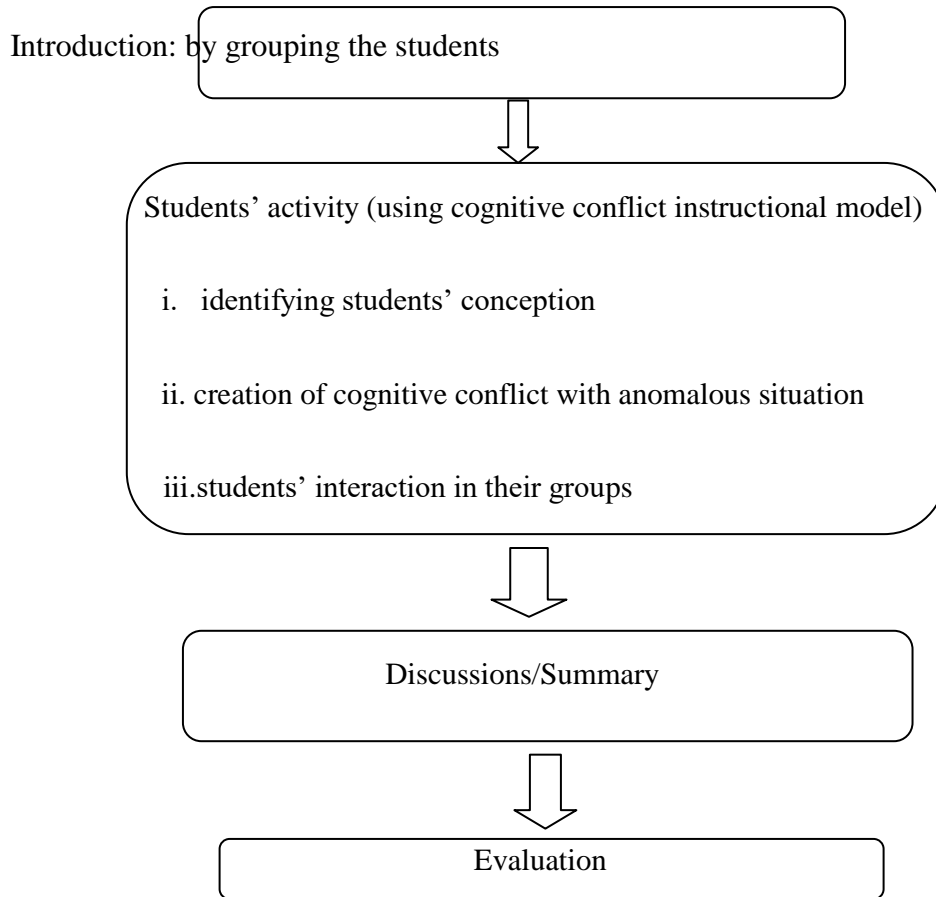 Introduction: by grouping the students
Students’ activity (using cognitive conflict instructional model)
i. identifying students’ conception
ii. creation of cognitive conflict with anomalous situation
iii.students’ interaction in their groups
Discussions/Summary
Evaluation